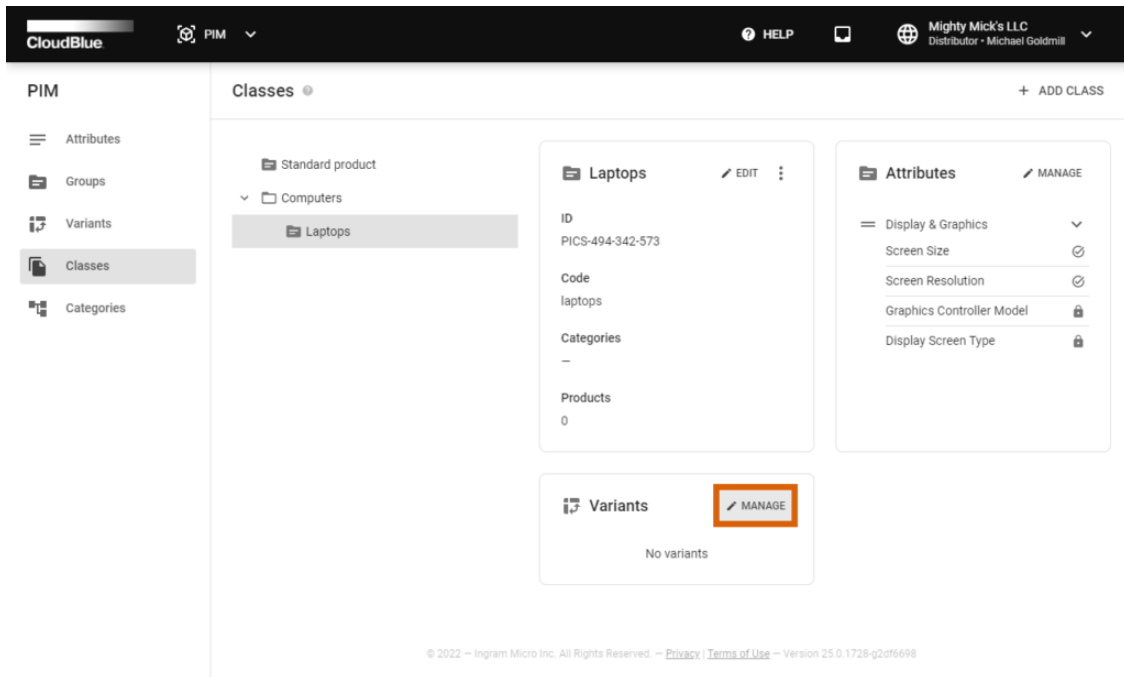 CloudBlue
PIM
HELP
Mighty Mick's LLC
Distributor • Michael Goldmill
PIM
Attributes
Groups
Variants
Classes
Categories
Classes
+ ADD CLASS
Standard product
Computers
Laptops
Laptops
EDIT
ID
PICS-494-342-573
Code
laptops
Categories
—
Products
0
Attributes
MANAGE
Display & Graphics
Screen Size
Screen Resolution
Graphics Controller Model
Display Screen Type
Variants
MANAGE
No variants
© 2022 — Ingram Micro Inc. All Rights Reserved. — Privacy | Terms of Use — Version 25.0.1728-g2df6698